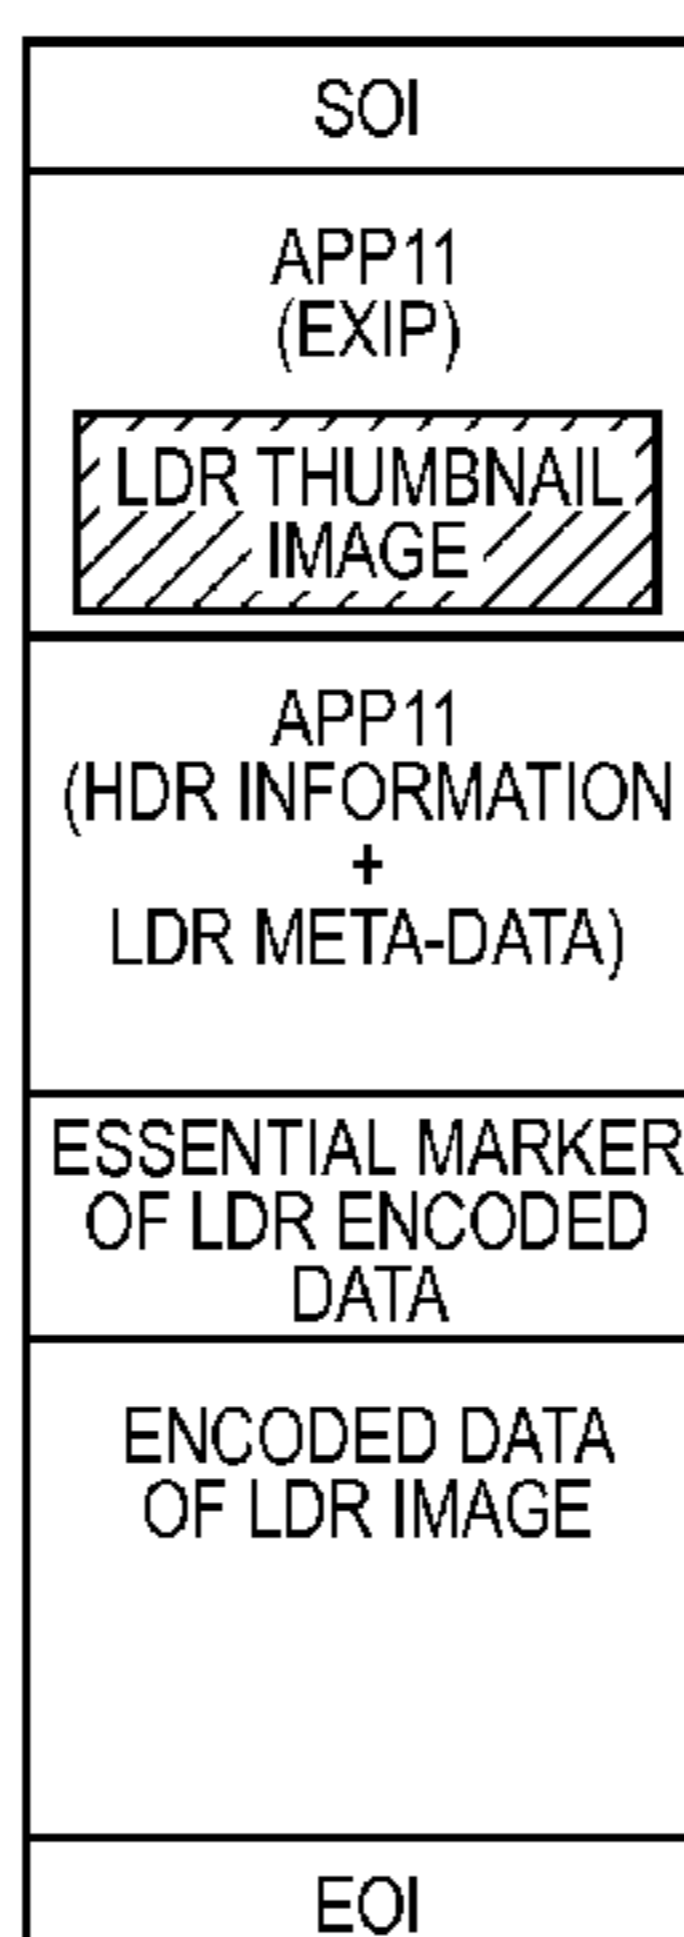 SOI
APP11
(EXIP)
LDR THUMBNAIL
IMAGE
APP11
(HDR INFORMATION
+
LDR META-DATA)
ESSENTIAL MARKER
OF LDR ENCODED
DATA
ENCODED DATA
OF LDR IMAGE
EOI